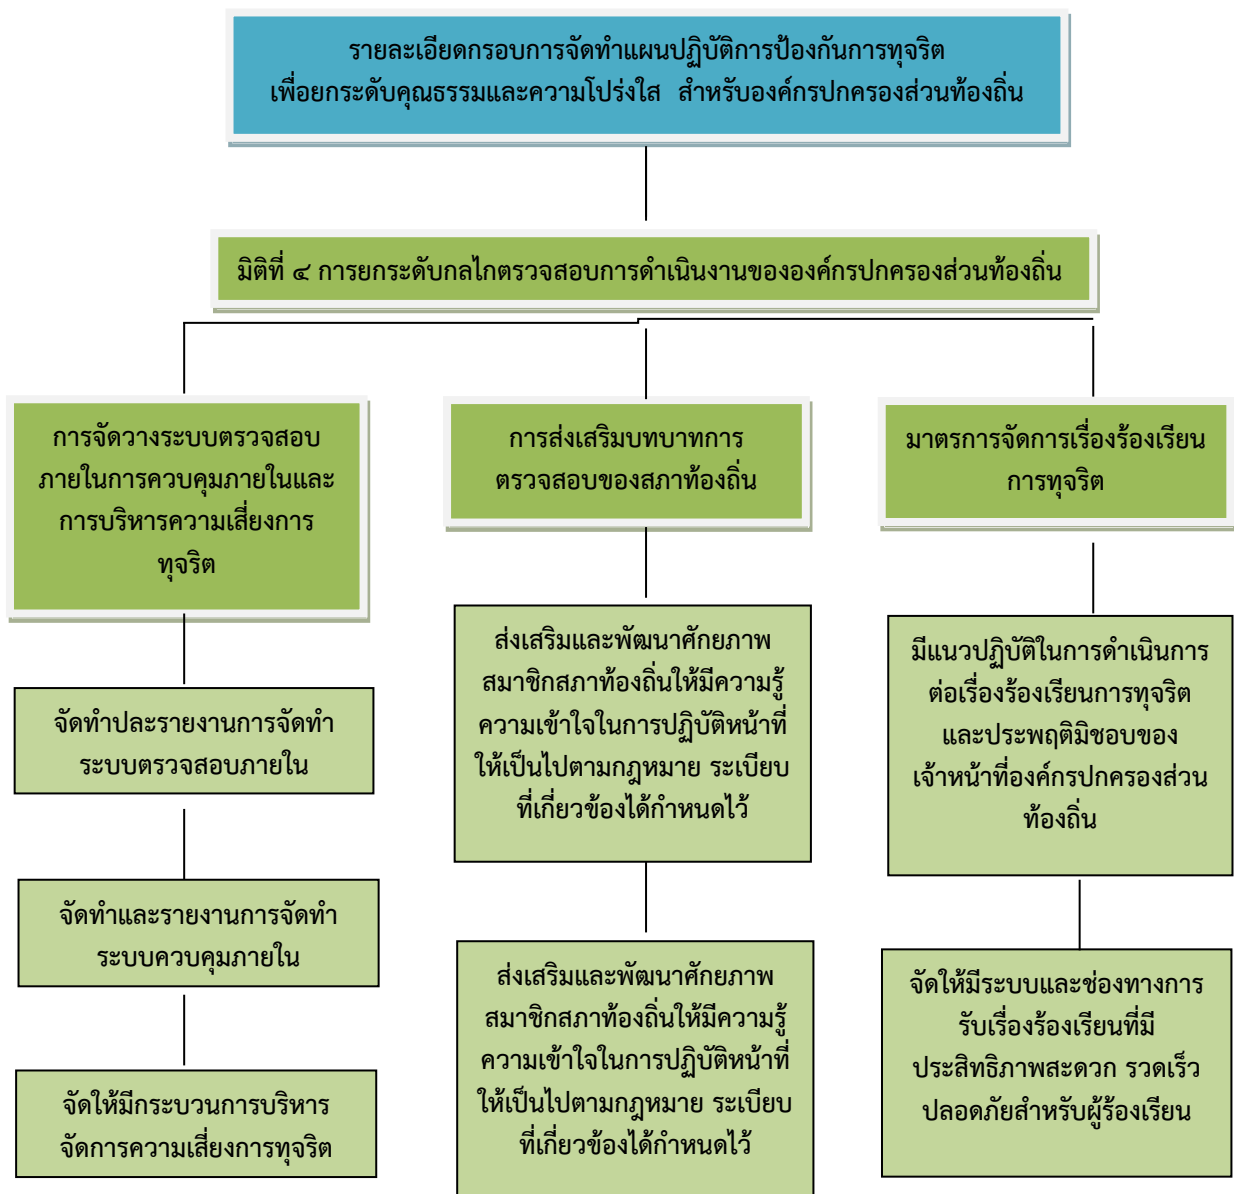 รายละเอียดกรอบการจัดทำแผนปฏิบัติการป้องกันการทุจริต
เพื่อยกระดับคุณธรรมและความโปร่งใส  สำหรับองค์กรปกครองส่วนท้องถิ่น
มิติที่ ๔ การยกระดับกลไกตรวจสอบการดำเนินงานขององค์กรปกครองส่วนท้องถิ่น
การจัดวางระบบตรวจสอบ
ภายในการควบคุมภายในและ
การบริหารความเสี่ยงการ
ทุจริต
จัดทำปละรายงานการจัดทำ
ระบบตรวจสอบภายใน
จัดทำและรายงานการจัดทำ
ระบบควบคุมภายใน
จัดให้มีกระบวนการบริหาร
จัดการความเสี่ยงการทุจริต
การส่งเสริมบทบาทการ
ตรวจสอบของสภาท้องถิ่น
ส่งเสริมและพัฒนาศักยภาพ
สมาชิกสภาท้องถิ่นให้มีความรู้
ความเข้าใจในการปฏิบัติหน้าที่
ให้เป็นไปตามกฎหมาย ระเบียบ
ที่เกี่ยวข้องได้กำหนดไว้
ส่งเสริมและพัฒนาศักยภาพ
สมาชิกสภาท้องถิ่นให้มีความรู้
ความเข้าใจในการปฏิบัติหน้าที่
ให้เป็นไปตามกฎหมาย ระเบียบ
ที่เกี่ยวข้องได้กำหนดไว้
มาตรการจัดการเรื่องร้องเรียน
การทุจริต
มีแนวปฏิบัติในการดำเนินการ
ต่อเรื่องร้องเรียนการทุจริต
และประพฤติมิชอบของ
เจ้าหน้าที่องค์กรปกครองส่วน
ท้องถิ่น
จัดให้มีระบบและช่องทางการ
รับเรื่องร้องเรียนที่มี
ประสิทธิภาพสะดวก รวดเร็ว
ปลอดภัยสำหรับผู้ร้องเรียน